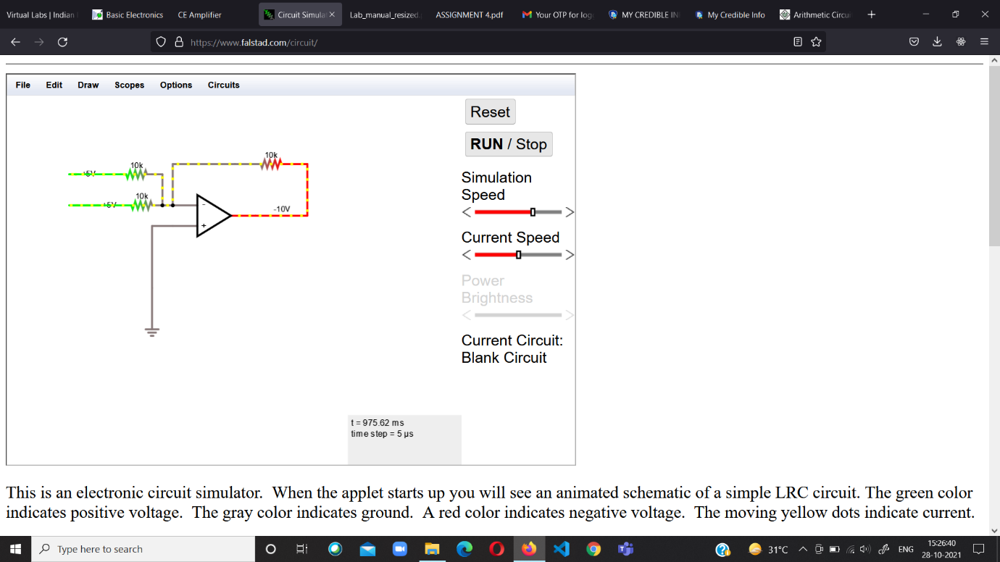 Virtual Labs | Indian
Basic Electronics
CE Amplifier
Circuit Simula
Lab_manual_resized.
ASSIGNMENT 4.pdf
Your OTP for log
MY CREDIBLE IN
My Credible Info
Arithmetic Circui
https://www.falstad.com/circuit/
File Edit Draw Scopes Options Circuits
Reset
RUN / Stop
Simulation
Speed
Current Speed
Power
Brightness
Current Circuit:
Blank Circuit
10k
10k
10k
-10V
-
+
t = 975.62 ms
time step = 5 μs
This is an electronic circuit simulator. When the applet starts up you will see an animated schematic of a simple LRC circuit. The green color
indicates positive voltage. The gray color indicates ground. A red color indicates negative voltage. The moving yellow dots indicate current.
Type here to search
31°C
ENG
15:26:40
28-10-2021